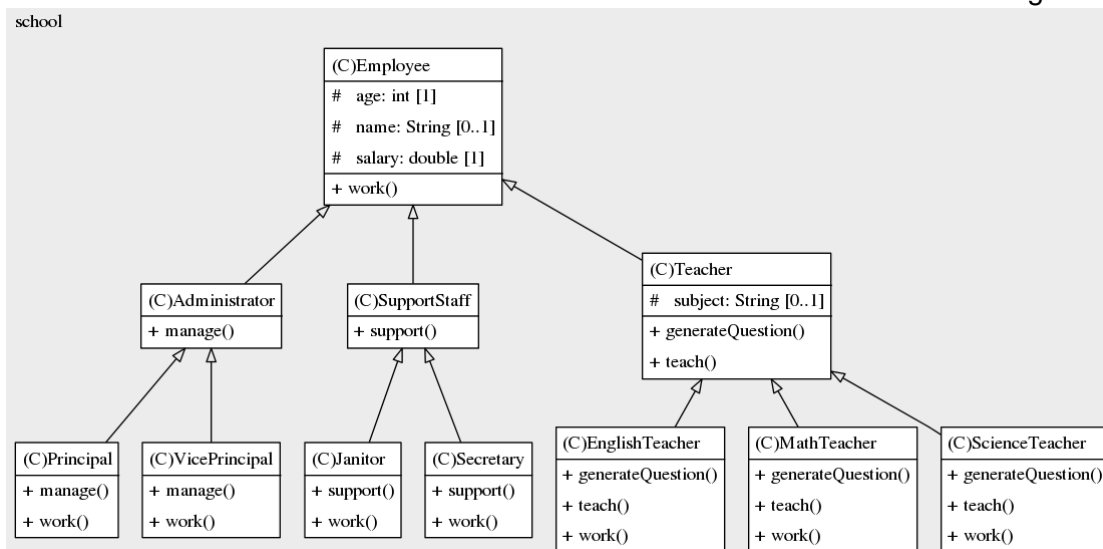 school
(C)Employee
# age: int [1]
# name: String [0..1]
# salary: double [1]
+ work()
(C)Administrator
+ manage()
(C)SupportStaff
+ support()
(C)Teacher
# subject: String [0..1]
+ generateQuestion()
+ teach()
(C)Principal
+ manage()
+ work()
(C)VicePrincipal
+ manage()
+ work()
(C)Janitor
+ support()
+ work()
(C)Secretary
+ support()
+ work()
(C)EnglishTeacher
+ generateQuestion()
+ teach()
+ work()
(C)MathTeacher
+ generateQuestion()
+ teach()
+ work()
(C)ScienceTeacher
+ generateQuestion()
+ teach()
+ work()